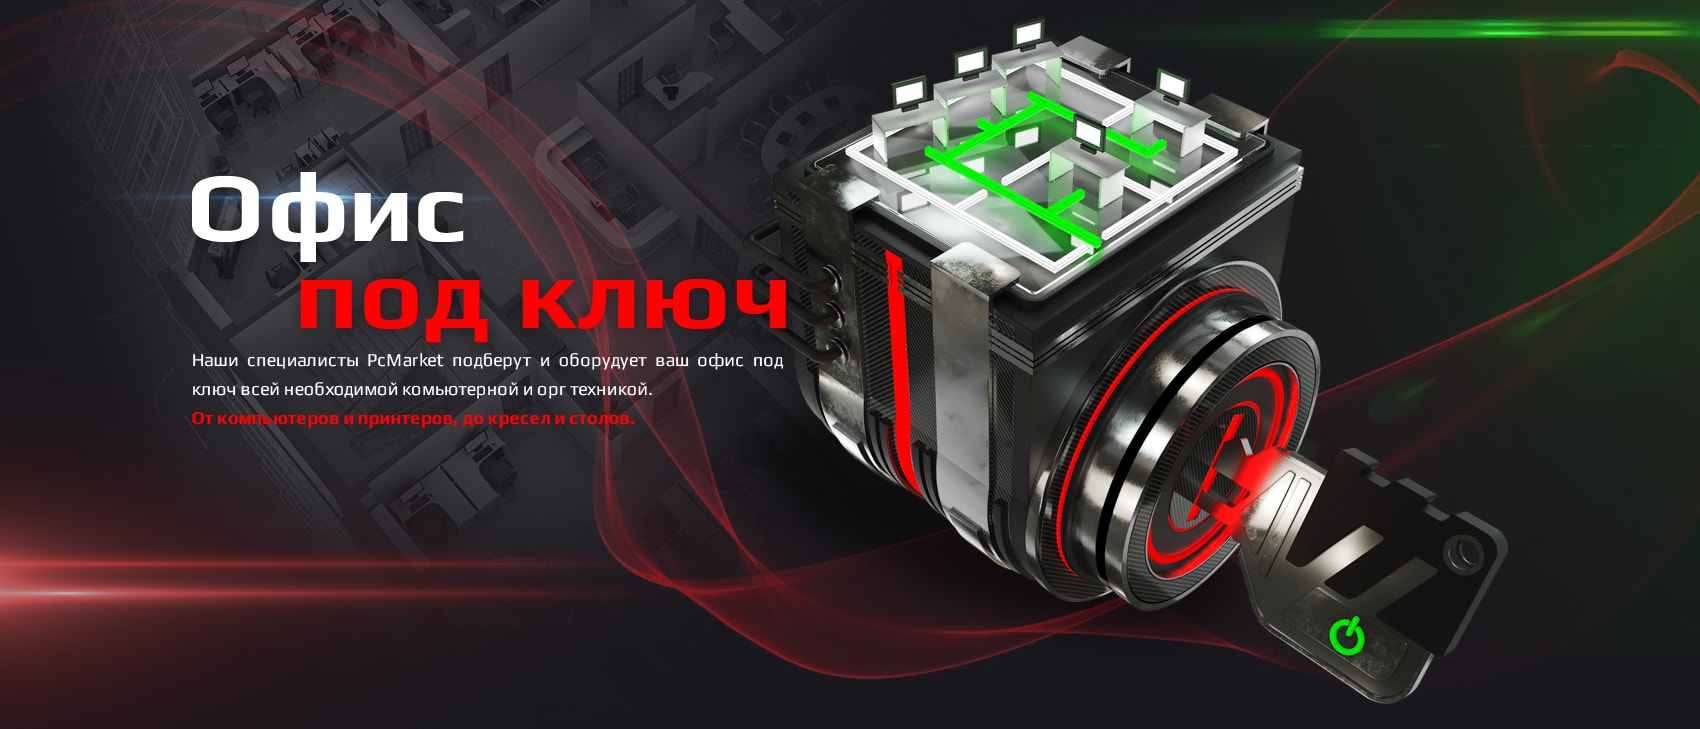 Офис
под ключ
Наши специалисты PcMarket подберут и оборудует ваш офис под
ключ всей необходимой комьютерной и орг техникой.
От компьютеров и принтеров, до кресел и столов.